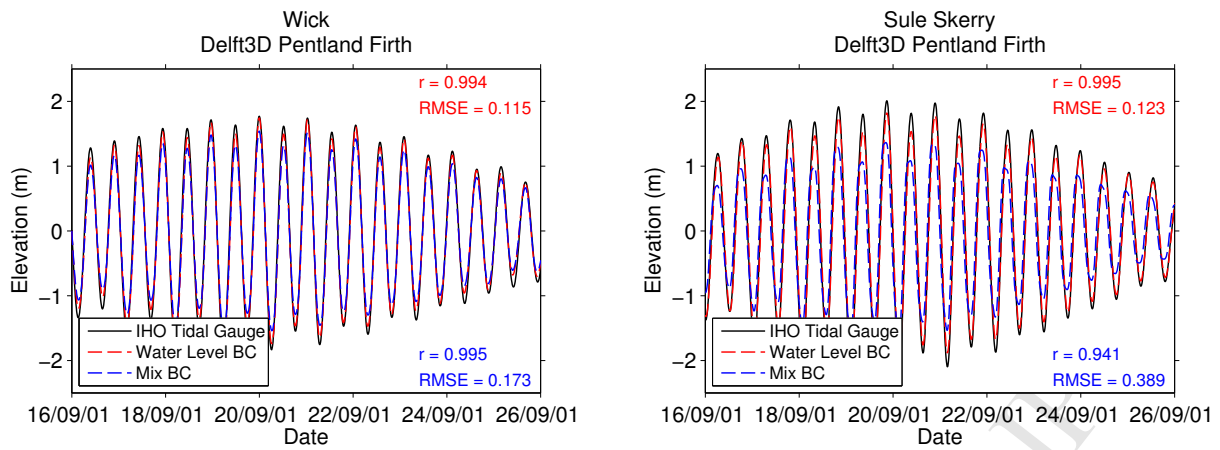 Wick
Delft3D Pentland Firth
2
1
0
−1
−2
Elevation (m)
r = 0.994
RMSE = 0.115
IHO Tidal Gauge
Water Level BC
Mix BC
r = 0.995
RMSE = 0.173
16/09/01 18/09/01 20/09/01 22/09/01 24/09/01 26/09/01
Date
Sule Skerry
Delft3D Pentland Firth
2
1
0
−1
−2
Elevation (m)
r = 0.995
RMSE = 0.123
IHO Tidal Gauge
Water Level BC
Mix BC
r = 0.941
RMSE = 0.389
16/09/01 18/09/01 20/09/01 22/09/01 24/09/01 26/09/01
Date